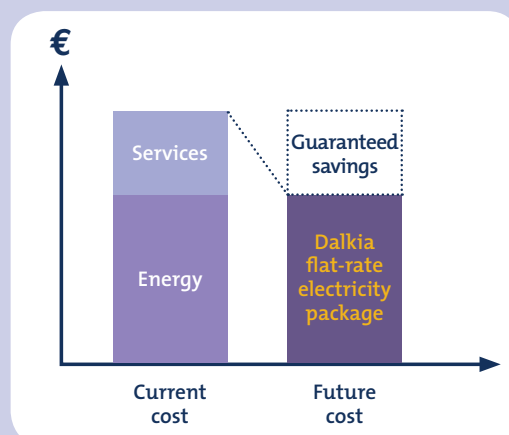 €
Services
Energy
Guaranteed
savings
Dalkia
flat-rate
electricity
package
Current
cost
Future
cost